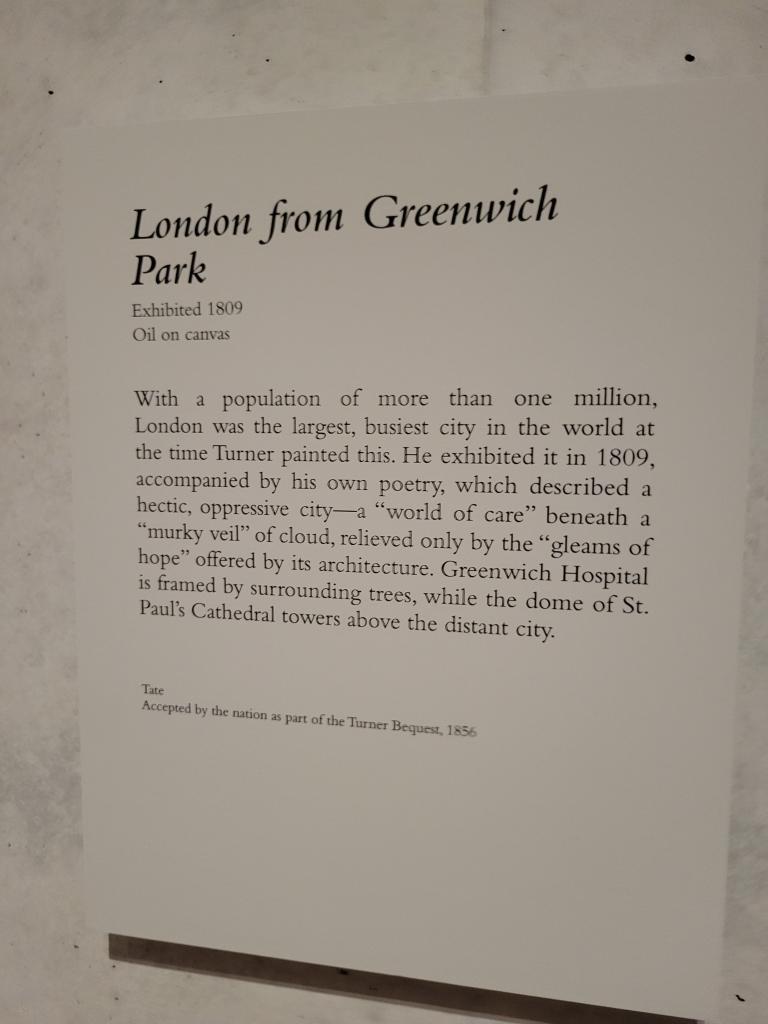 London from Greenwich
Park
Exhibited 1809
Oil on canvas
With a population of more than one million,
London was the largest, busiest city in the world at
the time Turner painted this. He exhibited it in 1809,
accompanied by his own poetry, which described a
hectic, oppressive city—a “world of care” beneath a
“murky veil” of cloud, relieved only by the “gleams of
hope” offered by its architecture. Greenwich Hospital
is framed by surrounding trees, while the dome of St.
Paul’s Cathedral towers above the distant city.
Tate
Accepted by the nation as part of the Turner Bequest, 1856